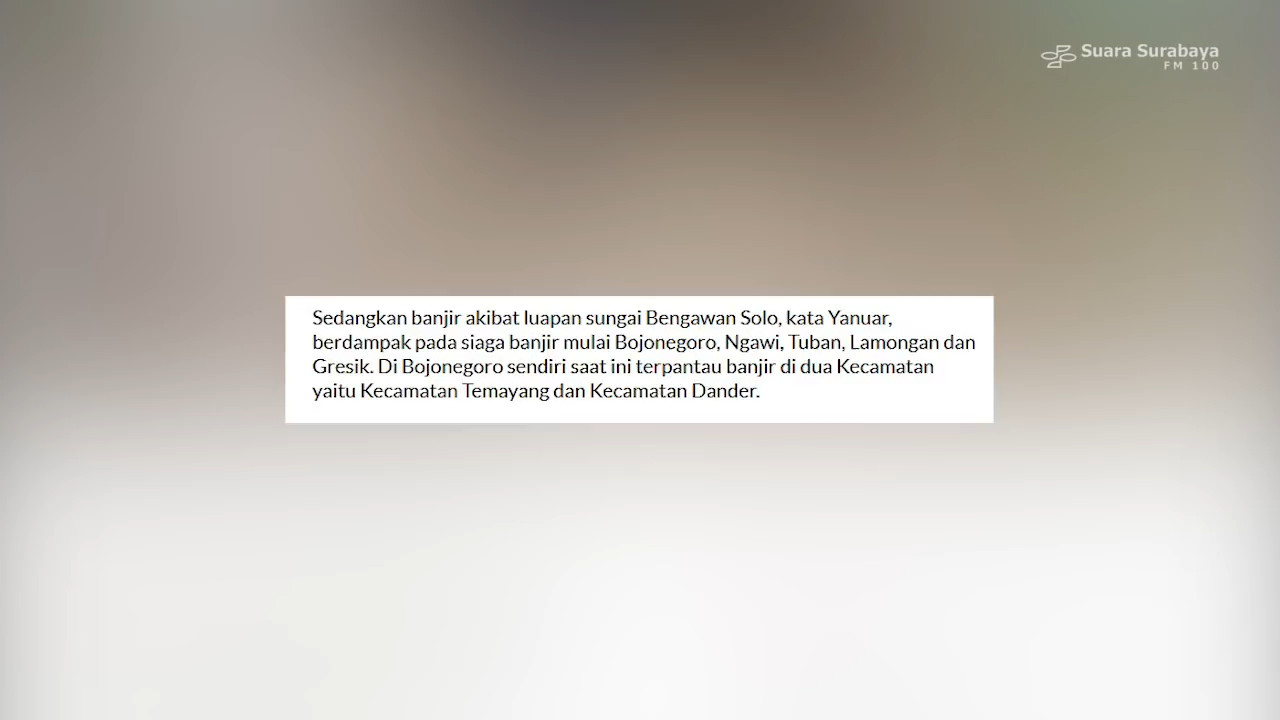 Suara Surabaya
FM 100
Sedangkan banjir akibat luapan sungai Bengawan Solo, kata Yanuar,
berdampak pada siaga banjir mulai Bojonegoro, Ngawi, Tuban, Lamongan dan
Gresik. Di Bojonegoro sendiri saat ini terpantau banjir di dua Kecamatan
yaitu Kecamatan Temayang dan Kecamatan Dander.